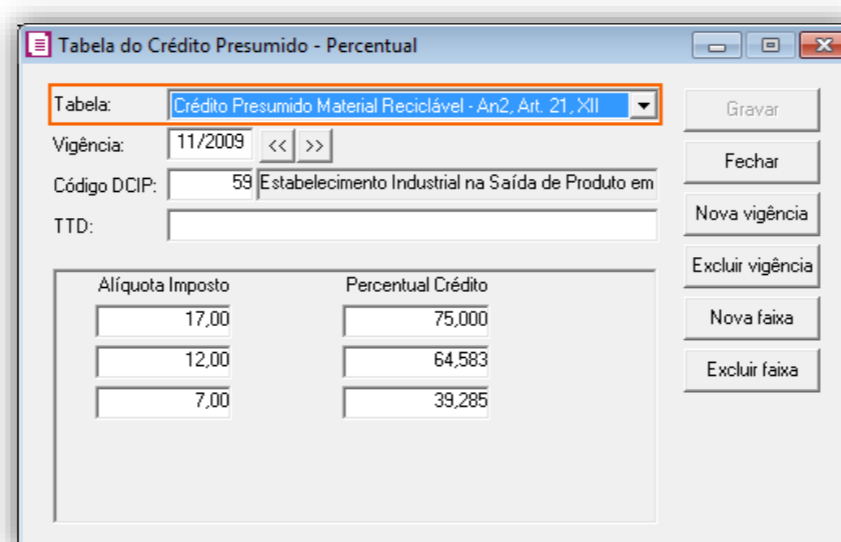 Tabela do Crédito Presumido - Percentual
Tabela: Crédito Presumido Material Reciclável - An2, Art. 21, XII
Gravar
Vigência: 11/2009 << >>
Fechar
Código DCIP: 59 Estabelecimento Industrial na Saída de Produto em
TTD:
Nova vigência
Excluir vigência
Alíquota Imposto Percentual Crédito
17,00 75,000
Nova faixa
12,00 64,583
Excluir faixa
7,00 39,285